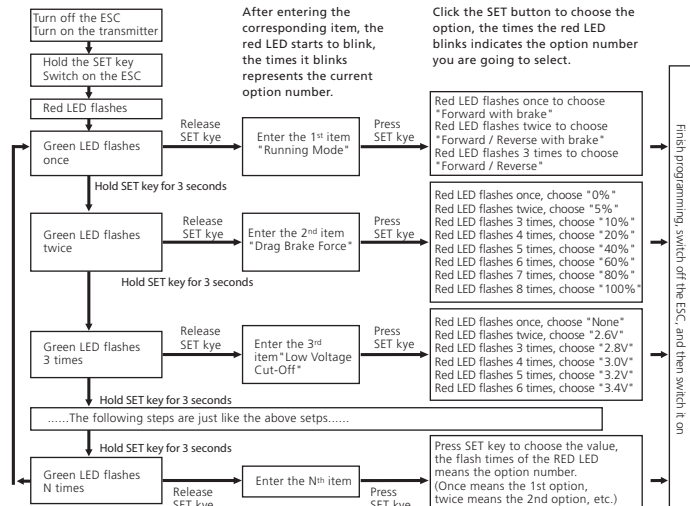 Turn off the ESC
Turn on the transmitter
Hold the SET key
Switch on the ESC
Red LED flashes
After entering the
corresponding item, the
red LED starts to blink,
the times it blinks
represents the current
option number.
Click the SET button to choose the
option, the times the red LED
blinks indicates the option number
you are going to select.
Green LED flashes
once
Release
SET kye
Enter the 1st item
"Running Mode"
Press
SET kye
Red LED flashes once to choose
"Forward with brake"
Red LED flashes twice to choose
"Forward / Reverse with brake"
Red LED flashes 3 times to choose
"Forward / Reverse"
Hold SET key for 3 seconds
Green LED flashes
twice
Release
SET kye
Enter the 2nd item
"Drag Brake Force"
Press
SET kye
Red LED flashes once, choose "0%"
Red LED flashes twice, choose "5%"
Red LED flashes 3 times, choose "10%"
Red LED flashes 4 times, choose "20%"
Red LED flashes 5 times, choose "40%"
Red LED flashes 6 times, choose "60%"
Red LED flashes 7 times, choose "80%"
Red LED flashes 8 times, choose "100%"
Hold SET key for 3 seconds
Green LED flashes
3 times
Release
SET kye
Enter the 3rd
item"Low Voltage
Cut-Off"
Press
SET kye
Red LED flashes once, choose "None"
Red LED flashes twice, choose "2.6V"
Red LED flashes 3 times, choose "2.8V"
Red LED flashes 4 times, choose "3.0V"
Red LED flashes 5 times, choose "3.2V"
Red LED flashes 6 times, choose "3.4V"
Hold SET key for 3 seconds
......The following steps are just like the above setps......
Hold SET key for 3 seconds
Green LED flashes
N times
Release
SET kye
Enter the Nth item
Press
SET kye
Press SET key to choose the value,
the flash times of the RED LED
means the option number.
(Once means the 1st option,
twice means the 2nd option, etc.)
Finish programming, switch off the ESC, and then switch it on